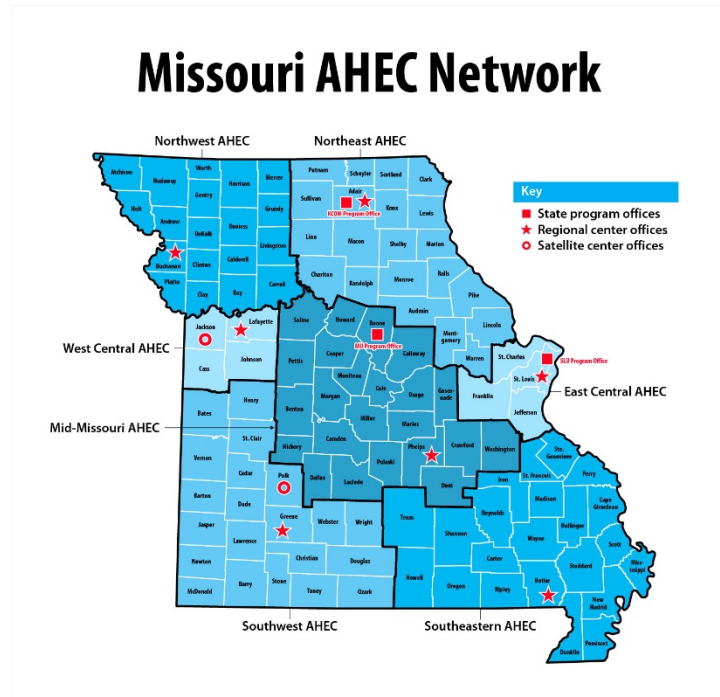 Missouri AHEC Network
Northwest AHEC
Northeast AHEC
Key
State program offices
Regional center offices
Satellite center offices
Atchison
Nodaway
Worth
Harrison
Mercer
Gentry
Holt
Andrew
DeKalb
Daviess
Grundy
Livingston
Buchanan
Clinton
Caldwell
Platte
Clay
Ray
Carroll
Putnam
Schuyler
Scotland
Clark
Sullivan
Adair
Knox
Lewis
KCOM Program Office
Linn
Macon
Shelby
Marion
Chariton
Randolph
Monroe
Ralls
Pike
Audrain
Mont-
gomery
Lincoln
Warren
West Central AHEC
Jackson
Lafayette
Cass
Johnson
Saline
Howard
Boone
MU Program Office
Pettis
Cooper
Callaway
Moniteau
Cole
Osage
Gasco-
nade
Morgan
Benton
Miller
Maries
Camden
Hickory
Phelps
Crawford
Washington
Pulaski
Dent
Dallas
Laclede
Mid-Missouri AHEC
St. Charles
SLU Program Office
St. Louis
Franklin
Jefferson
East Central AHEC
Bates
Henry
St. Clair
Vernon
Cedar
Polk
Barton
Dade
Greene
Webster
Wright
Jasper
Lawrence
Christian
Douglas
Newton
Stone
McDonald
Barry
Taney
Ozark
Southwest AHEC
Ste.
Genevieve
St. Francois
Perry
Iron
Madison
Cape
Girardeau
Texas
Reynolds
Bollinger
Shannon
Wayne
Scott
Carter
Stoddard
Missis-
sippi
Howell
Oregon
Ripley
Butler
New
Madrid
Pemiscot
Dunklin
Southeastern AHEC